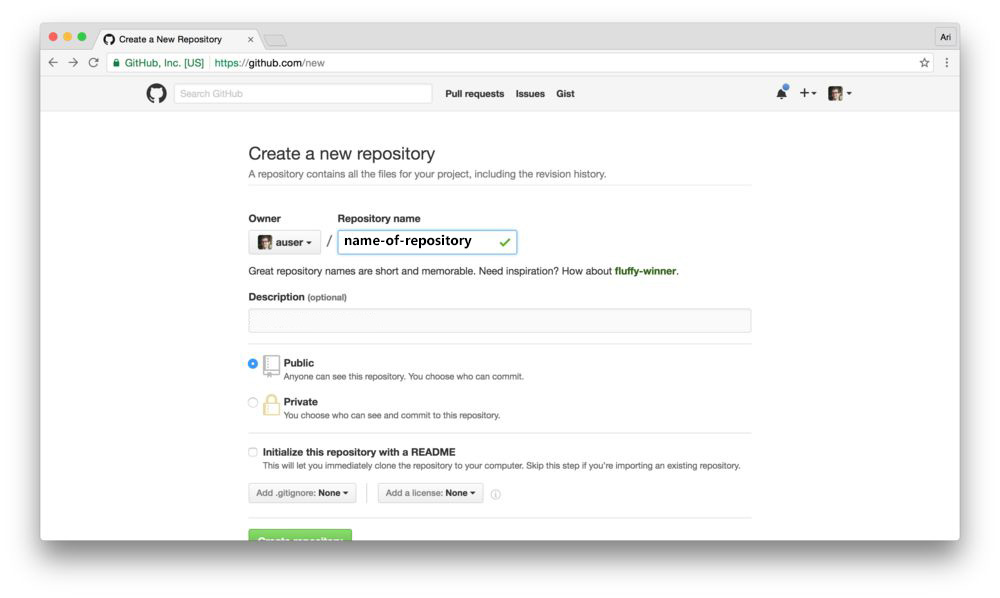 Create a New Repository
Ari
GitHub, Inc. [US] https://github.com/new
Search GitHub Pull requests Issues Gist
Create a new repository
A repository contains all the files for your project, including the revision history.
Owner Repository name
auser / name-of-repository
Great repository names are short and memorable. Need inspiration? How about fluffy-winner.
Description (optional)
Public
Anyone can see this repository. You choose who can commit.
Private
You choose who can see and commit to this repository.
Initialize this repository with a README
This will let you immediately clone the repository to your computer. Skip this step if you're importing an existing repository.
Add .gitignore: None Add a license: None
Create repository